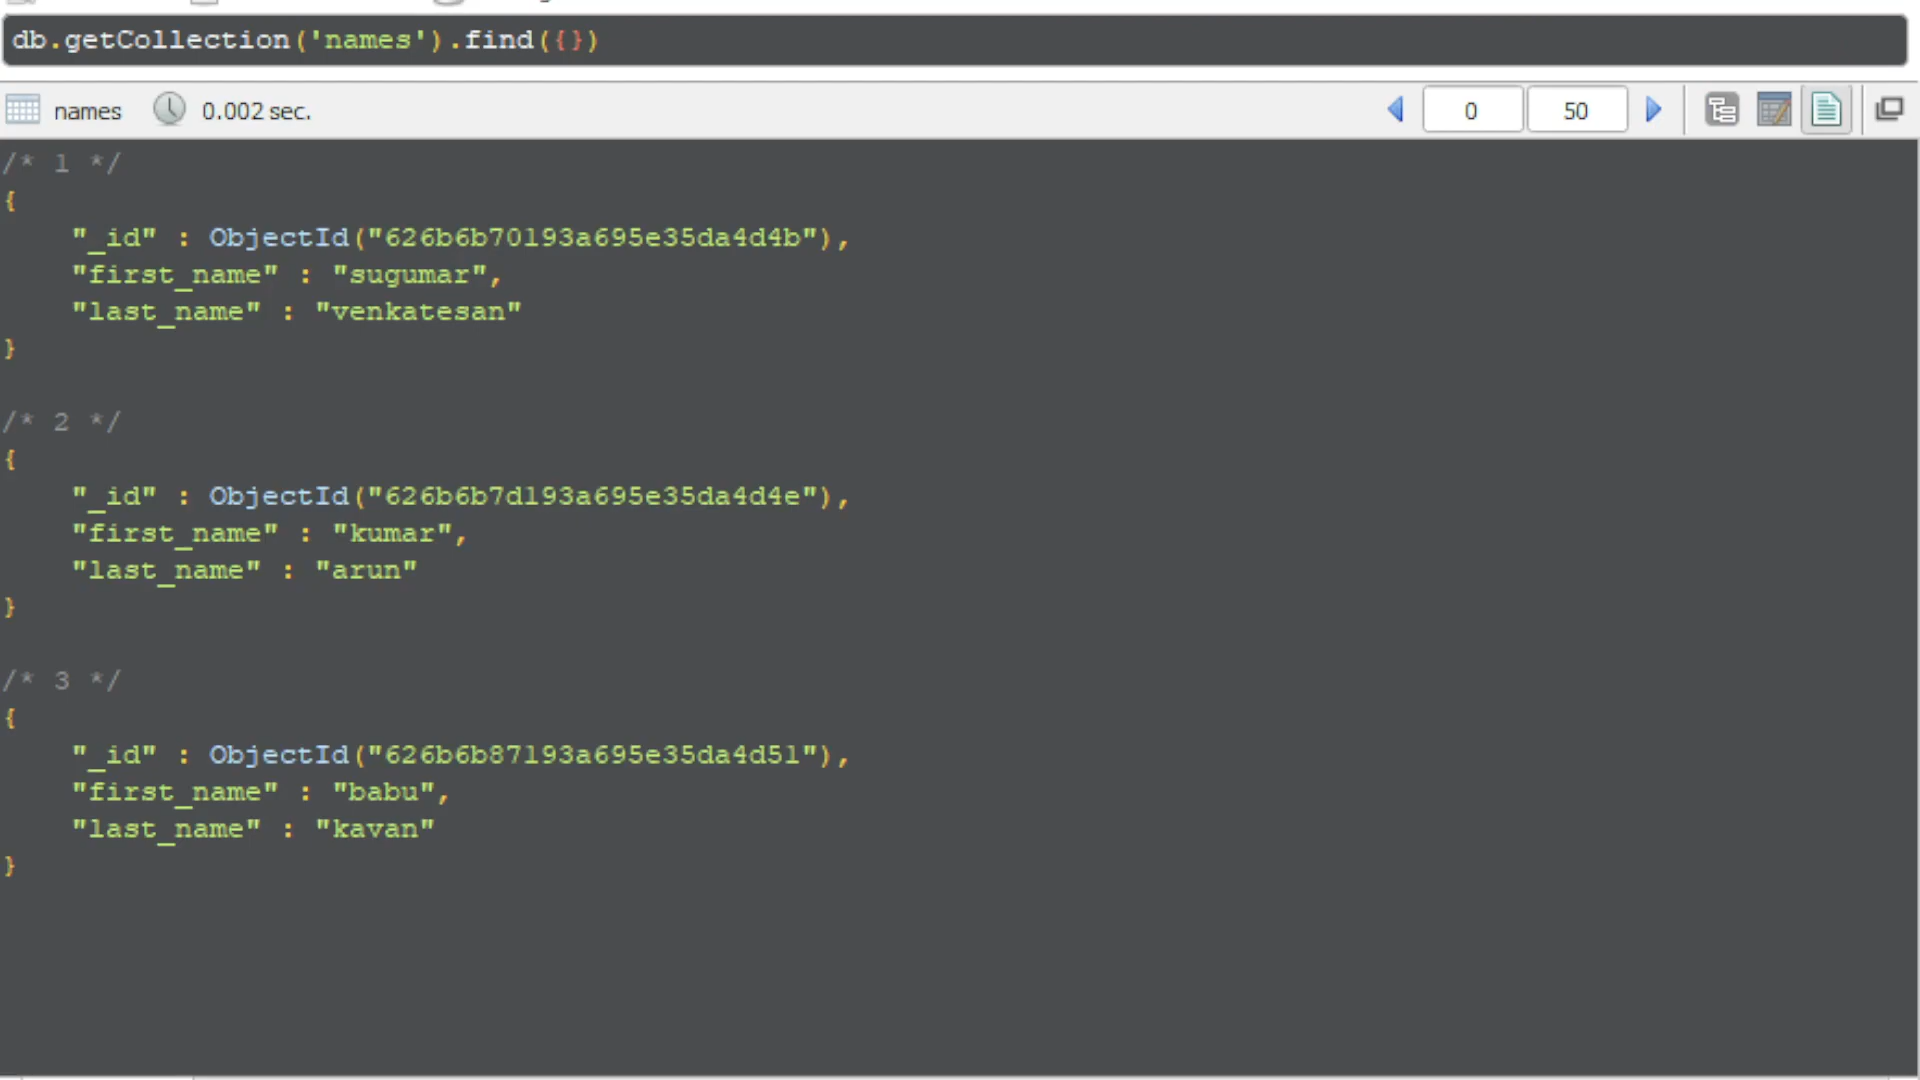 db.getCollection('names').find({})
names 0.002 sec. 0 50
/* 1 */
{
"_id" : ObjectId("626b6b70193a695e35da4d4b"),
"first_name" : "sugumar",
"last_name" : "venkatesan"
}
/* 2 */
{
"_id" : ObjectId("626b6b7d193a695e35da4d4e"),
"first_name" : "kumar",
"last_name" : "arun"
}
/* 3 */
{
"_id" : ObjectId("626b6b87193a695e35da4d51"),
"first_name" : "babu",
"last_name" : "kavan"
}